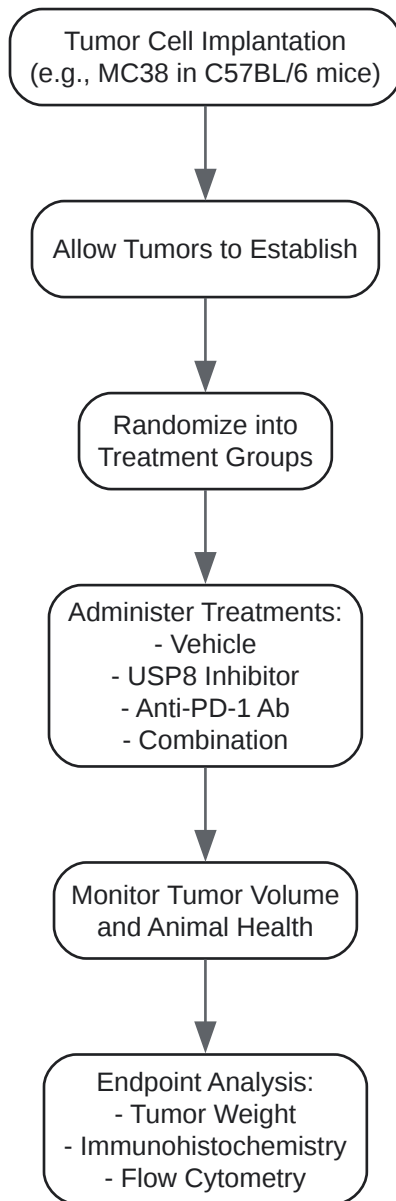 Tumor Cell Implantation
(e.g., MC38 in C57BL/6 mice)
Allow Tumors to Establish
Randomize into
Treatment Groups
Administer Treatments:
- Vehicle
- USP8 Inhibitor
- Anti-PD-1 Ab
- Combination
Monitor Tumor Volume
and Animal Health
Endpoint Analysis:
- Tumor Weight
- Immunohistochemistry
- Flow Cytometry